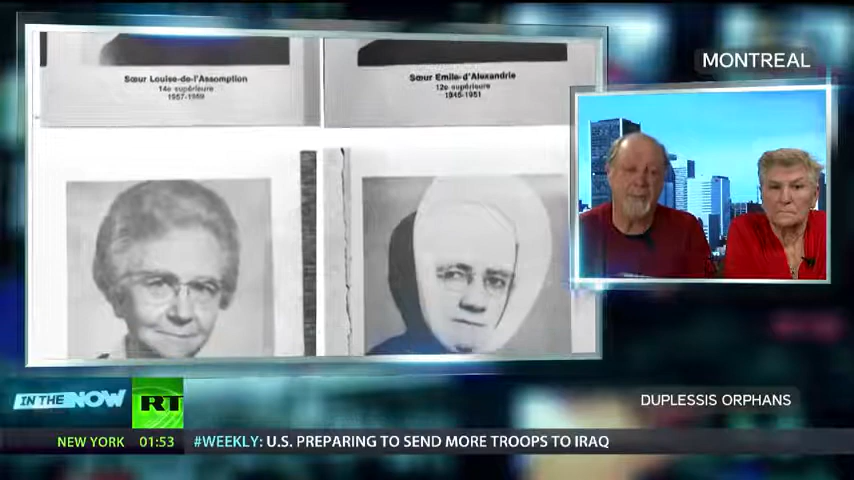 Sœur Louise-de-l'Assomption
14e supérieure
1957-1959
Sœur Emile-d'Alexandrie
12e supérieure
1945-1951
MONTREAL
IN THE NOW
RT
DUPLESSIS ORPHANS
NEW YORK 01:53 #WEEKLY: U.S. PREPARING TO SEND MORE TROOPS TO IRAQ